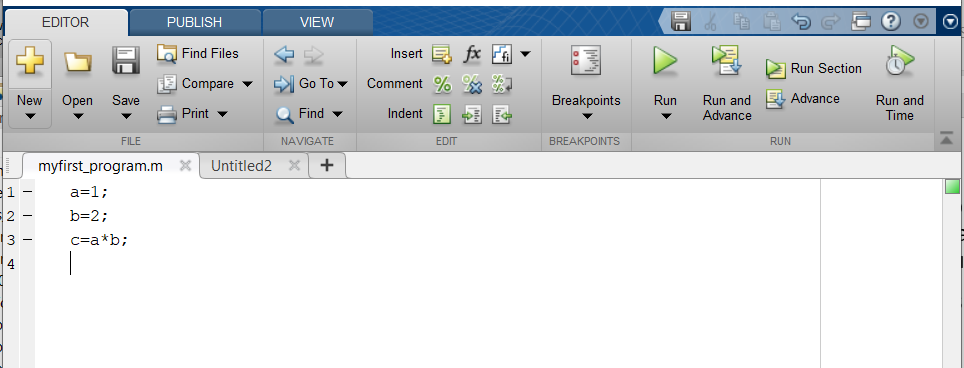 EDITOR PUBLISH VIEW
New Open Save Find Files Compare Print
FILE
Go To Find
NAVIGATE
Insert fx fi
Comment % % %
Indent
EDIT
Breakpoints
BREAKPOINTS
Run Run and Advance Run Section Advance Run and Time
RUN
myfirst_program.m Untitled2 +
1 a=1;
2 b=2;
3 c=a*b;
4